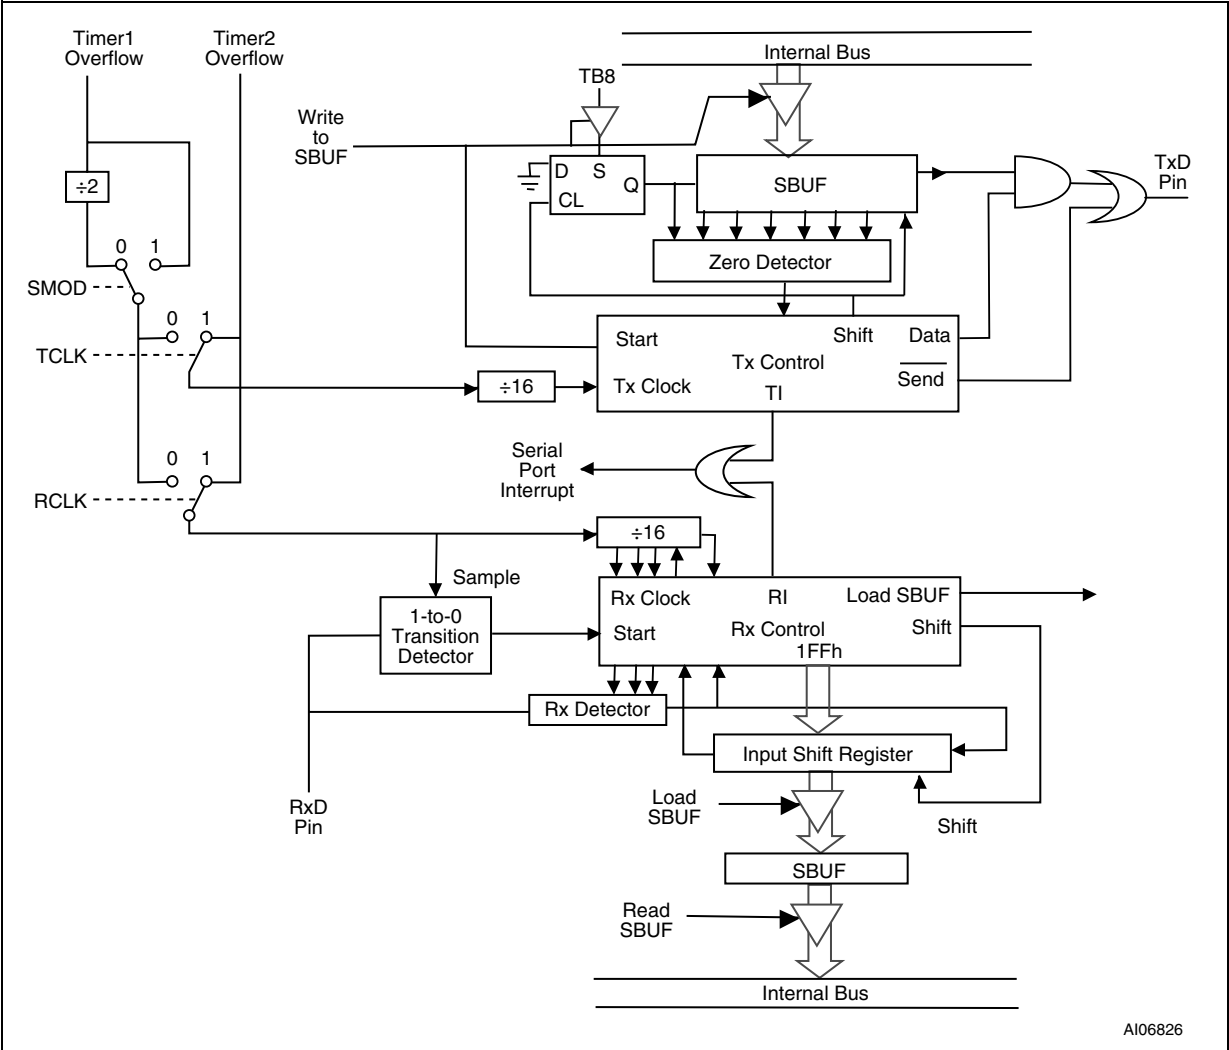 Timer1
Overflow
Timer2
Overflow
Internal Bus
TB8
Write
to
SBUF
÷2
D
S
Q
CL
SBUF
TxD
Pin
0
1
Zero Detector
SMOD
0
1
Start
Shift
Data
TCLK
Tx Control
÷16
Tx Clock
TI
Send
0
1
Serial
Port
Interrupt
RCLK
÷16
Sample
1-to-0
Transition
Detector
Rx Clock
RI
Load SBUF
Start
Rx Control
Shift
1FFh
Rx Detector
Input Shift Register
RxD
Pin
Load
SBUF
Shift
SBUF
Read
SBUF
Internal Bus
AI06826